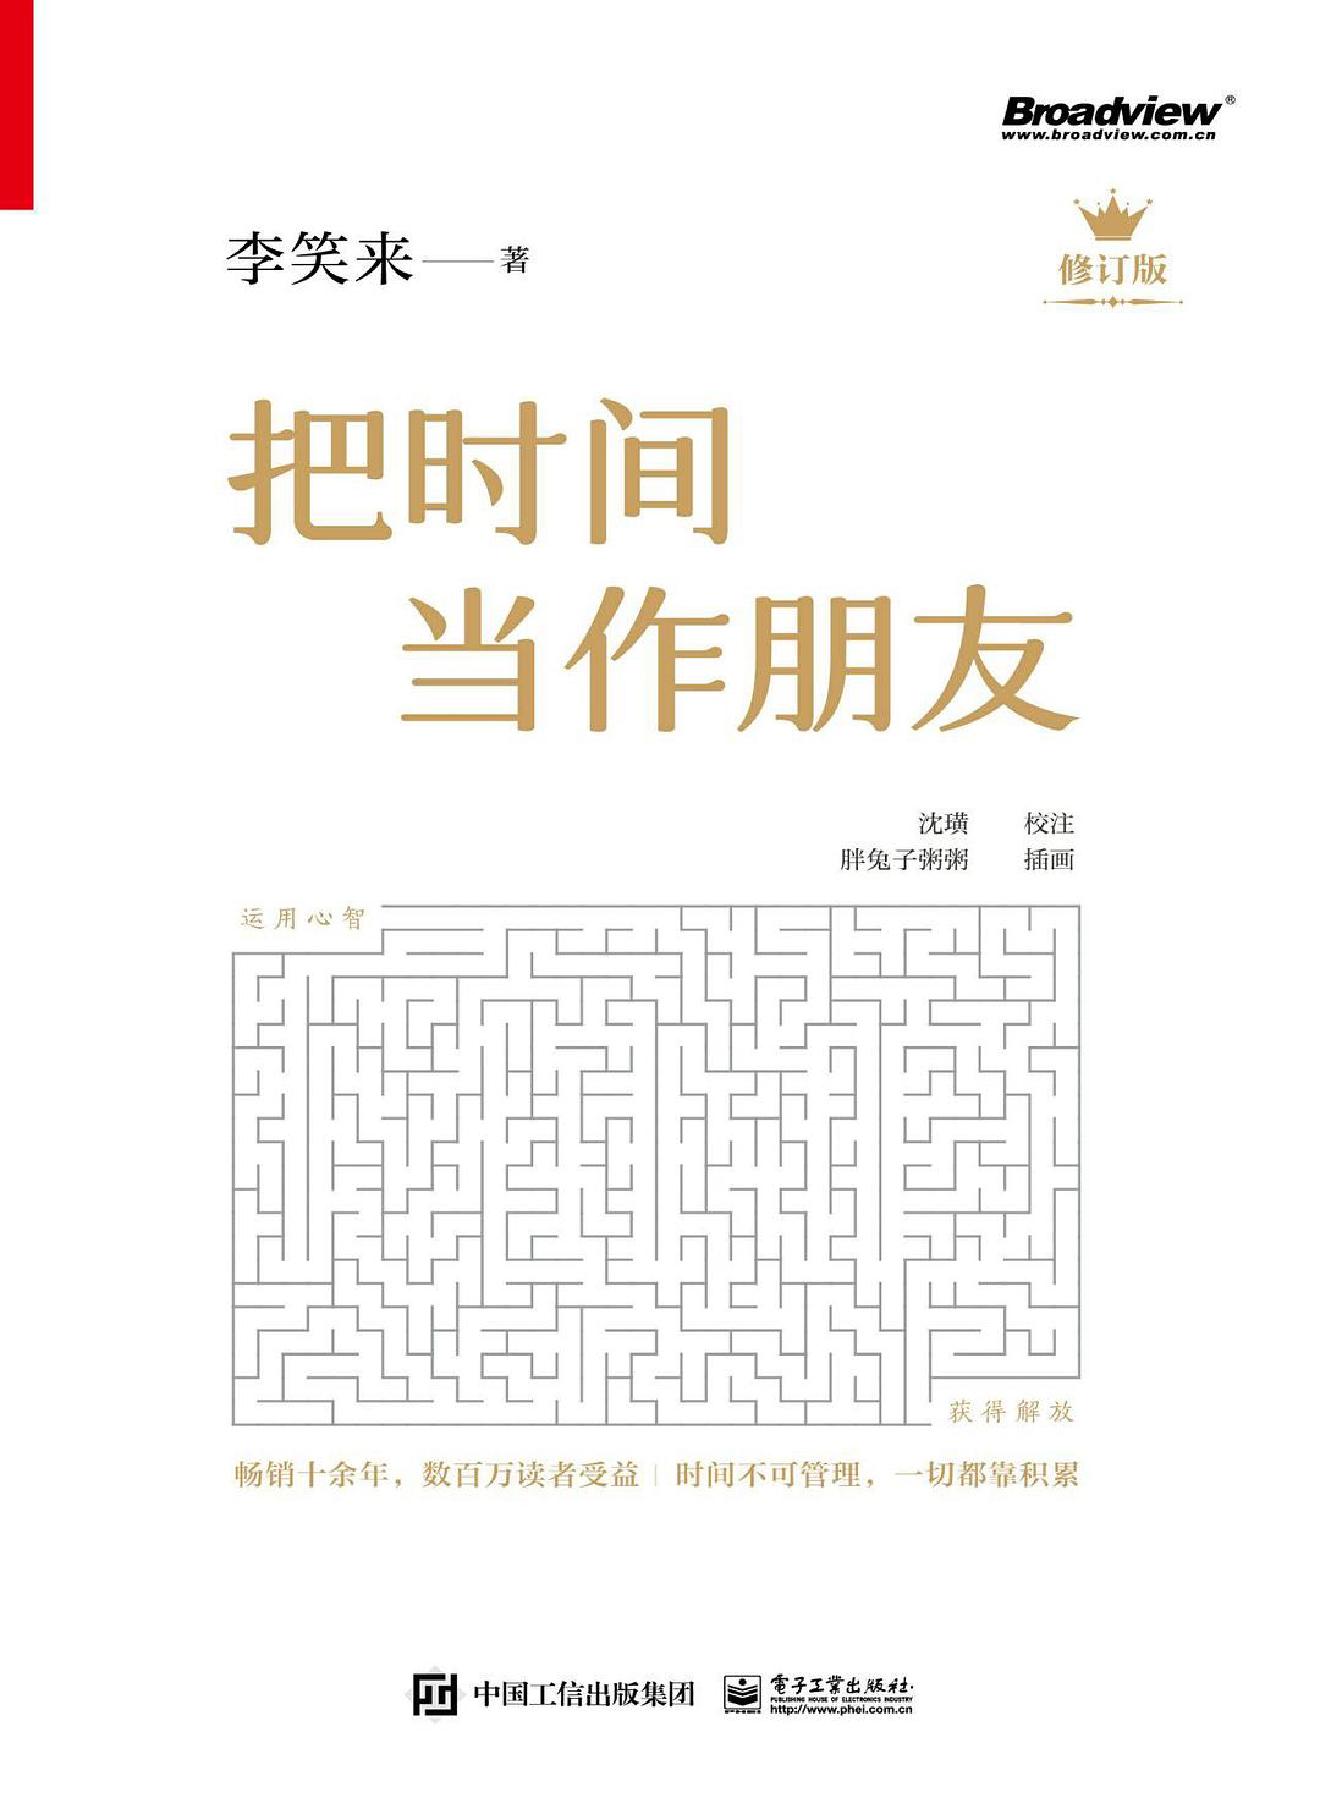 Broadview®
www.broadview.com.cn
修订版
李笑来——著
把时间
当作朋友
沈璜 校注
胖兔子粥粥 插画
运用心智
获得解放
畅销十余年，数百万读者受益 | 时间不可管理，一切都靠积累
中国工信出版集团
電子工業出版社
PUBLISHING HOUSE OF ELECTRONICS INDUSTRY
http://www.phei.com.cn
PHEI